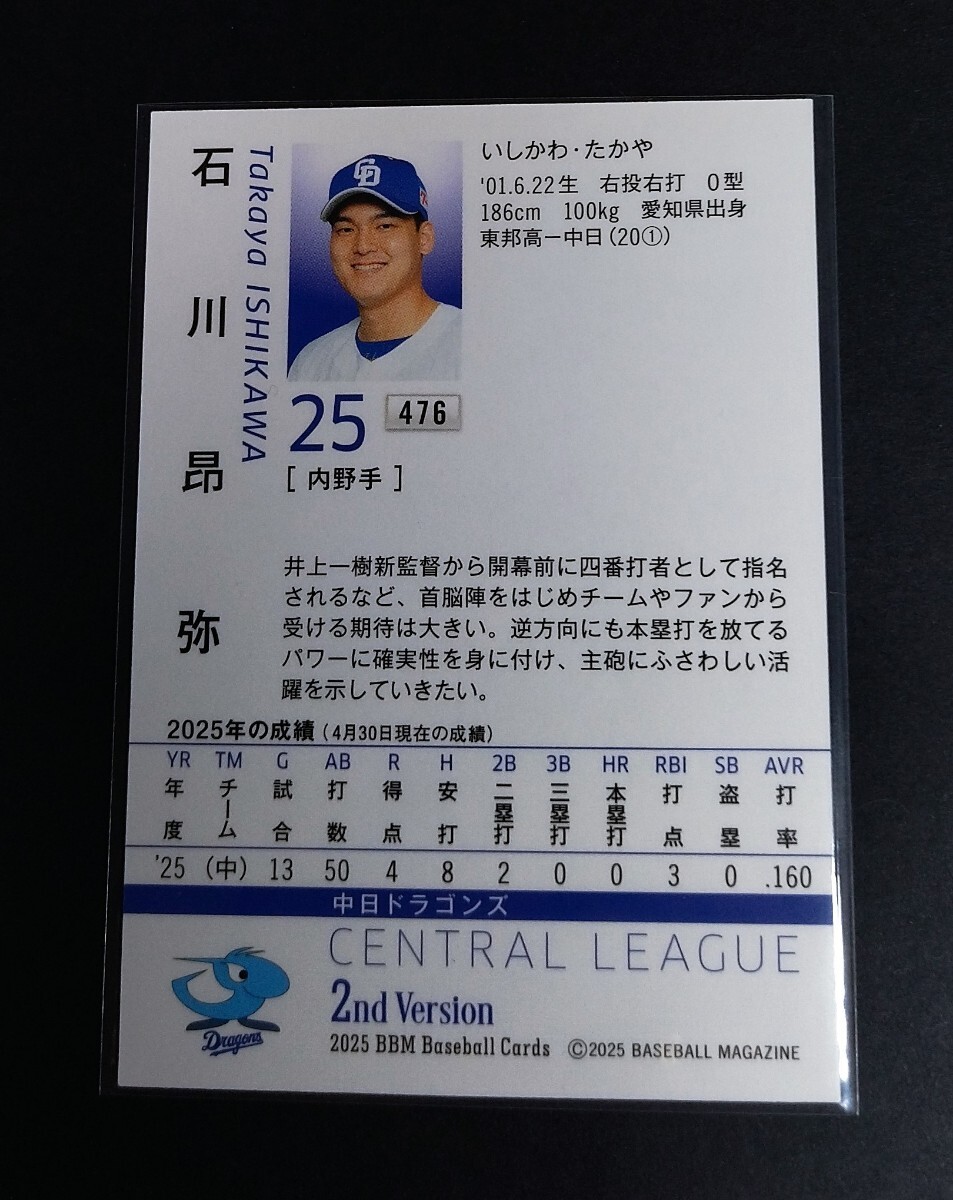 石川昂弥
Takaya ISHIKAWA
CD
いしかわ・たかや
'01.6.22生 右投右打 O型
186cm 100kg 愛知県出身
東邦高ー中日(20①)
25
476
[ 内野手 ]
井上一樹新監督から開幕前に四番打者として指名
されるなど、首脳陣をはじめチームやファンから
受ける期待は大きい。逆方向にも本塁打を放てる
パワーに確実性を身に付け、主砲にふさわしい活
躍を示していきたい。
2025年の成績(4月30日現在の成績)
YR TM G AB R H 2B 3B HR RBI SB AVR
年度 チーム 試合 打数 得点 安打 二塁打 三塁打 本塁打 打点 盗塁 打率
'25 (中) 13 50 4 8 2 0 0 3 0 .160
中日ドラゴンズ
CENTRAL LEAGUE
2nd Version
Dragons
2025 BBM Baseball Cards ©2025 BASEBALL MAGAZINE